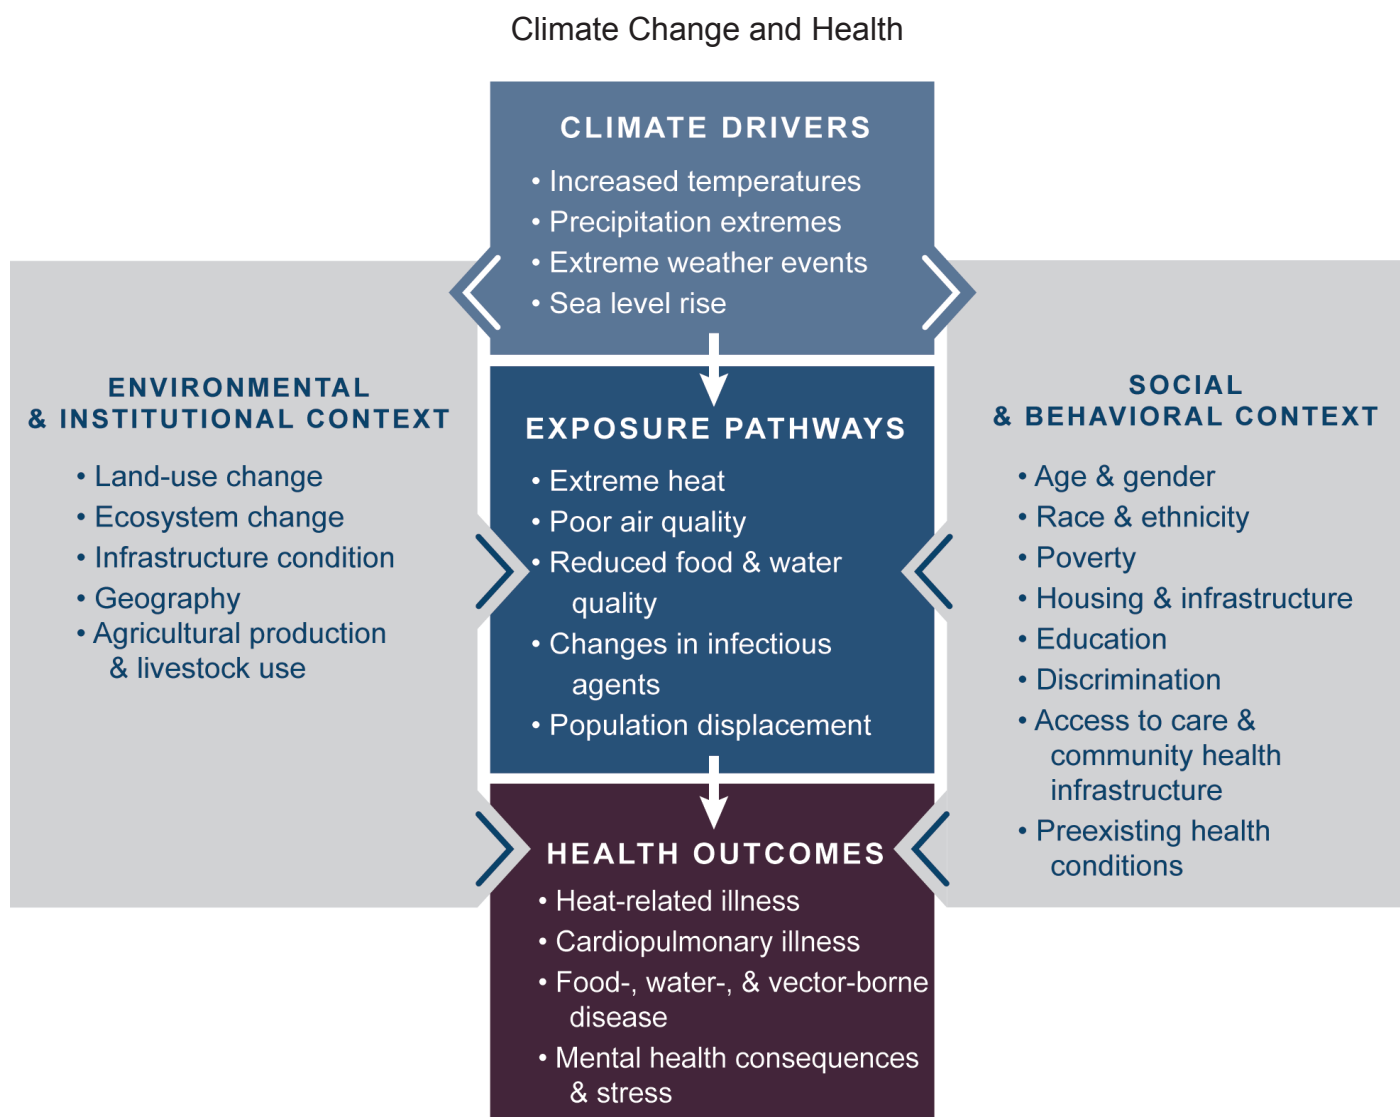 Climate Change and Health
CLIMATE DRIVERS
• Increased temperatures
• Precipitation extremes
• Extreme weather events
• Sea level rise
ENVIRONMENTAL
& INSTITUTIONAL CONTEXT
• Land-use change
• Ecosystem change
• Infrastructure condition
• Geography
• Agricultural production
& livestock use
EXPOSURE PATHWAYS
• Extreme heat
• Poor air quality
• Reduced food & water
quality
• Changes in infectious
agents
• Population displacement
SOCIAL
& BEHAVIORAL CONTEXT
• Age & gender
• Race & ethnicity
• Poverty
• Housing & infrastructure
• Education
• Discrimination
• Access to care &
community health
infrastructure
• Preexisting health
conditions
HEALTH OUTCOMES
• Heat-related illness
• Cardiopulmonary illness
• Food-, water-, & vector-borne
disease
• Mental health consequences
& stress